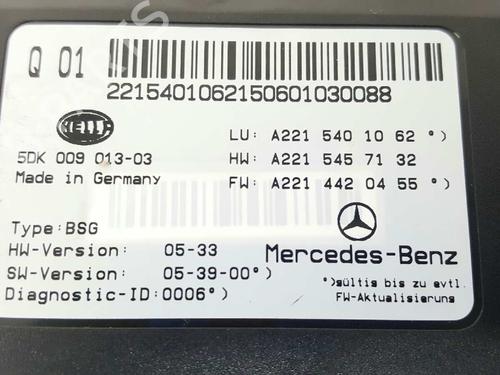 Q 01
2215401062150601030088
HELLA
LU: A221 540 10 62°)
5DK 009 013-03
HW: A221 545 71 32
Made in Germany
FW: A221 442 04 55°)
Type:BSG
HW-Version: 05-33
Mercedes-Benz
SW-Version: 05-39-00°)
°)gültig bis zu evtl.
Diagnostic-ID:0006°)
FW-Aktualisierung